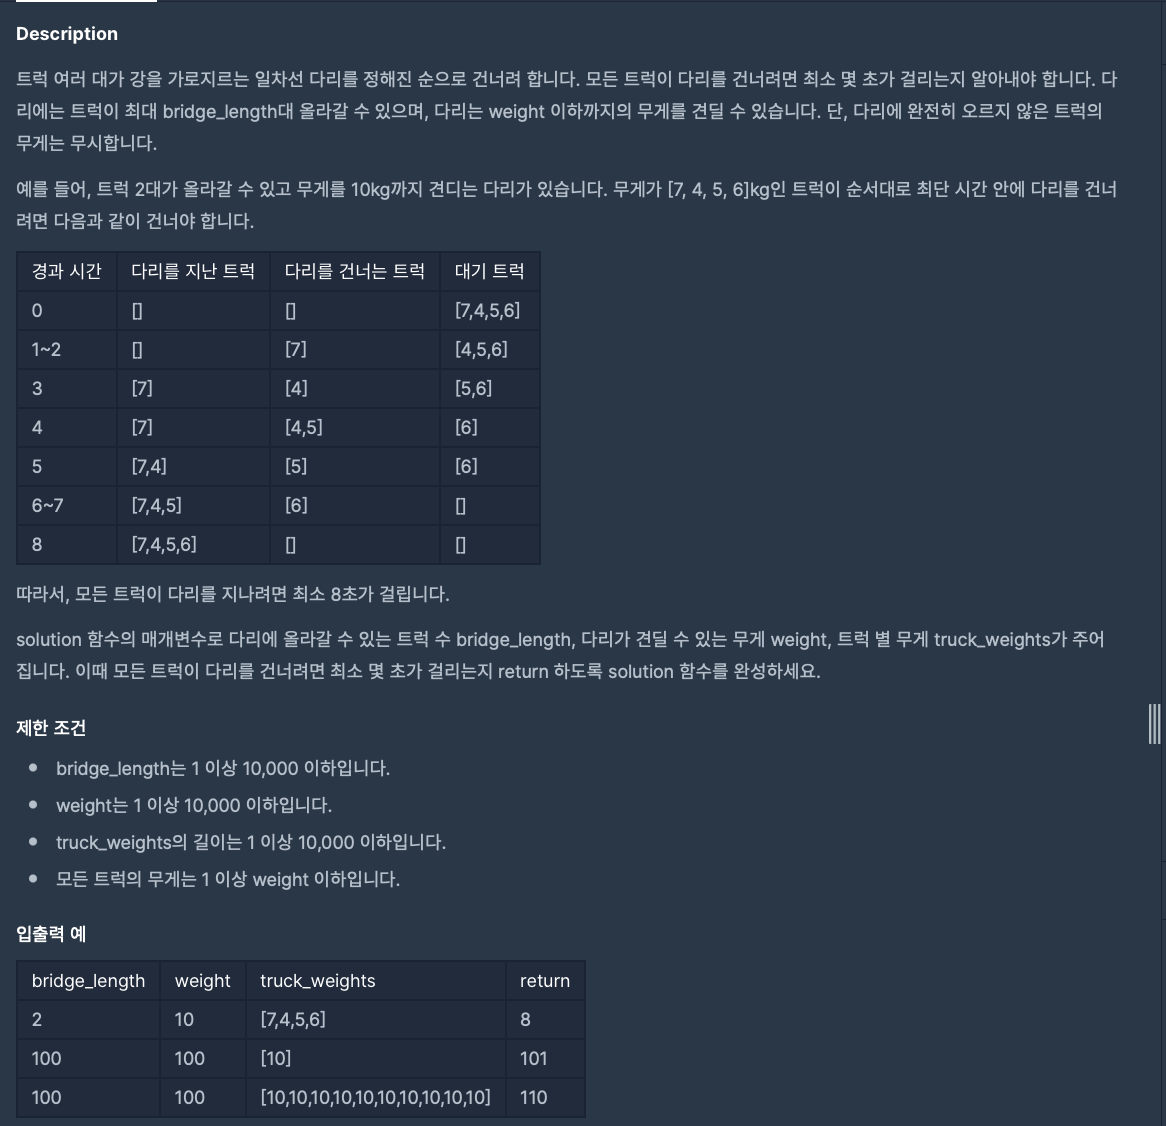 Description
트럭 여러 대가 강을 가로지르는 일차선 다리를 정해진 순으로 건너려 합니다. 모든 트럭이 다리를 건너려면 최소 몇 초가 걸리는지 알아내야 합니다. 다
리에는 트럭이 최대 bridge_length대 올라갈 수 있으며, 다리는 weight 이하까지의 무게를 견딜 수 있습니다. 단, 다리에 완전히 오르지 않은 트럭의
무게는 무시합니다.
예를 들어, 트럭 2대가 올라갈 수 있고 무게를 10kg까지 견디는 다리가 있습니다. 무게가 [7, 4, 5, 6]kg인 트럭이 순서대로 최단 시간 안에 다리를 건너
려면 다음과 같이 건너야 합니다.
경과 시간 다리를 지난 트럭 다리를 건너는 트럭 대기 트럭
0 [] [] [7,4,5,6]
1~2 [] [7] [4,5,6]
3 [7] [4] [5,6]
4 [7] [4,5] [6]
5 [7,4] [5] [6]
6~7 [7,4,5] [6] []
8 [7,4,5,6] [] []
따라서, 모든 트럭이 다리를 지나려면 최소 8초가 걸립니다.
solution 함수의 매개변수로 다리에 올라갈 수 있는 트럭 수 bridge_length, 다리가 견딜 수 있는 무게 weight, 트럭 별 무게 truck_weights가 주어
집니다. 이때 모든 트럭이 다리를 건너려면 최소 몇 초가 걸리는지 return 하도록 solution 함수를 완성하세요.
제한 조건
• bridge_length는 1 이상 10,000 이하입니다.
• weight는 1 이상 10,000 이하입니다.
• truck_weights의 길이는 1 이상 10,000 이하입니다.
• 모든 트럭의 무게는 1 이상 weight 이하입니다.
입출력 예
bridge_length weight truck_weights return
2 10 [7,4,5,6] 8
100 100 [10] 101
100 100 [10,10,10,10,10,10,10,10,10,10] 110